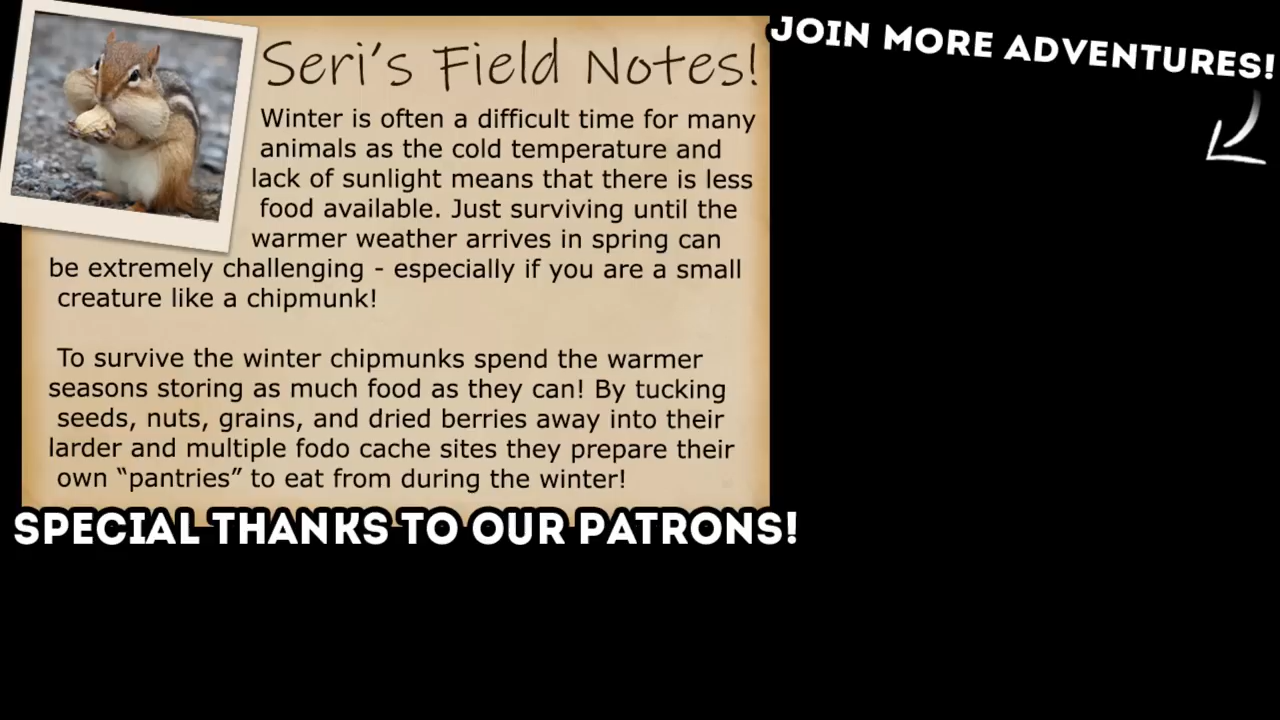 Seri's Field Notes!
Winter is often a difficult time for many
animals as the cold temperature and
lack of sunlight means that there is less
food available. Just surviving until the
warmer weather arrives in spring can
be extremely challenging - especially if you are a small
creature like a chipmunk!
To survive the winter chipmunks spend the warmer
seasons storing as much food as they can! By tucking
seeds, nuts, grains, and dried berries away into their
larder and multiple fodo cache sites they prepare their
own “pantries” to eat from during the winter!
JOIN MORE ADVENTURES!
SPECIAL THANKS TO OUR PATRONS!